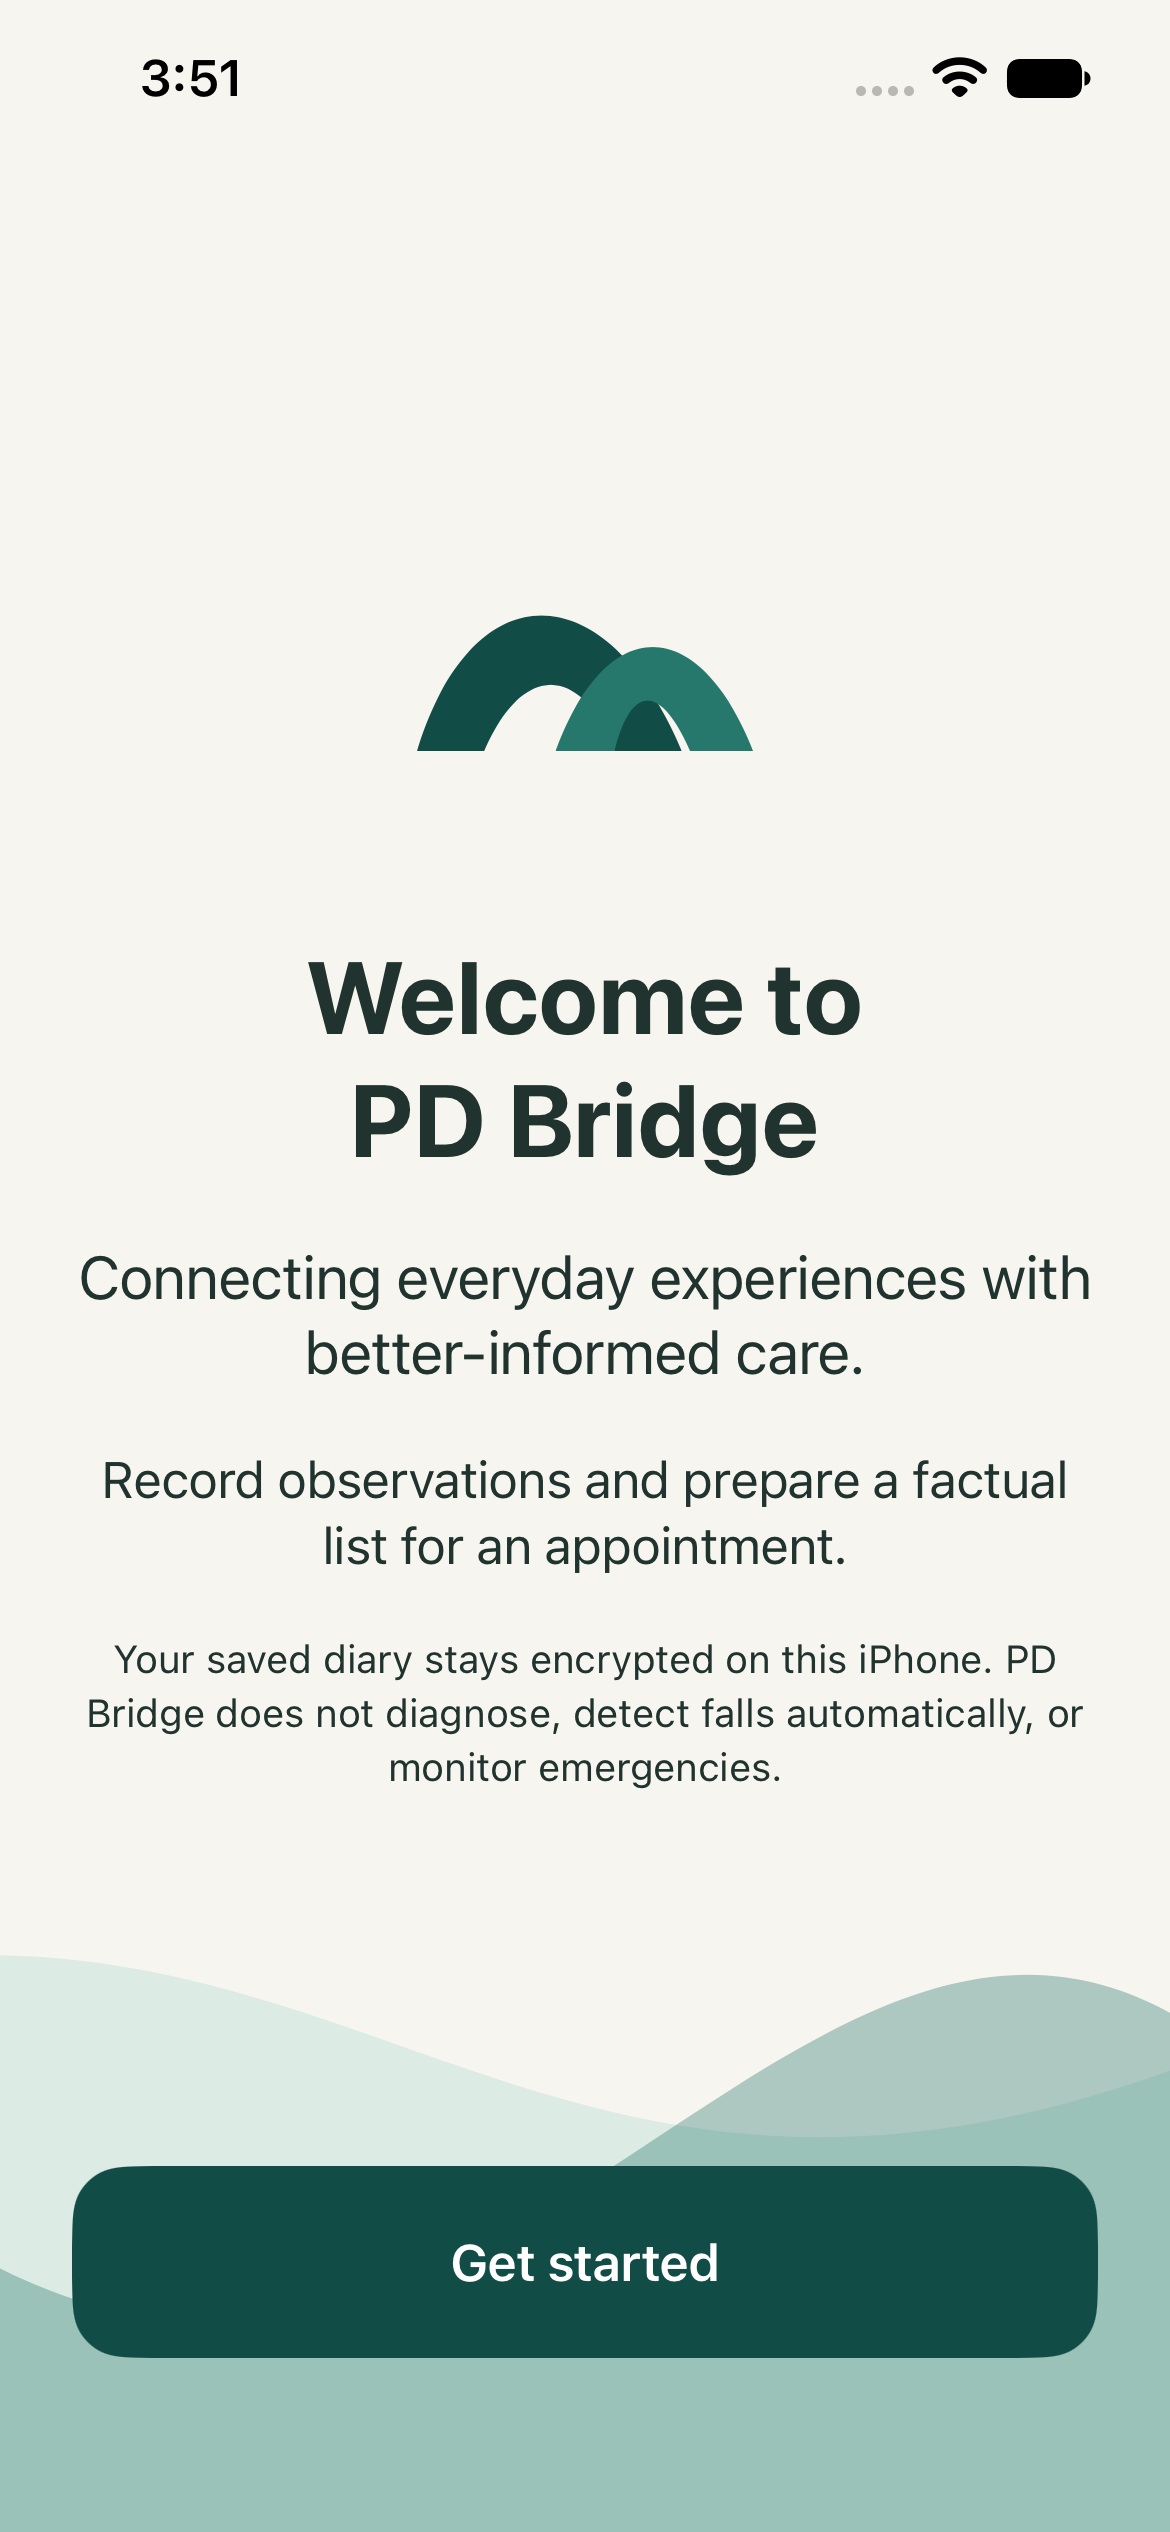 3:51
Welcome to
PD Bridge
Connecting everyday experiences with
better-informed care.
Record observations and prepare a factual
list for an appointment.
Your saved diary stays encrypted on this iPhone. PD
Bridge does not diagnose, detect falls automatically, or
monitor emergencies.
Get started